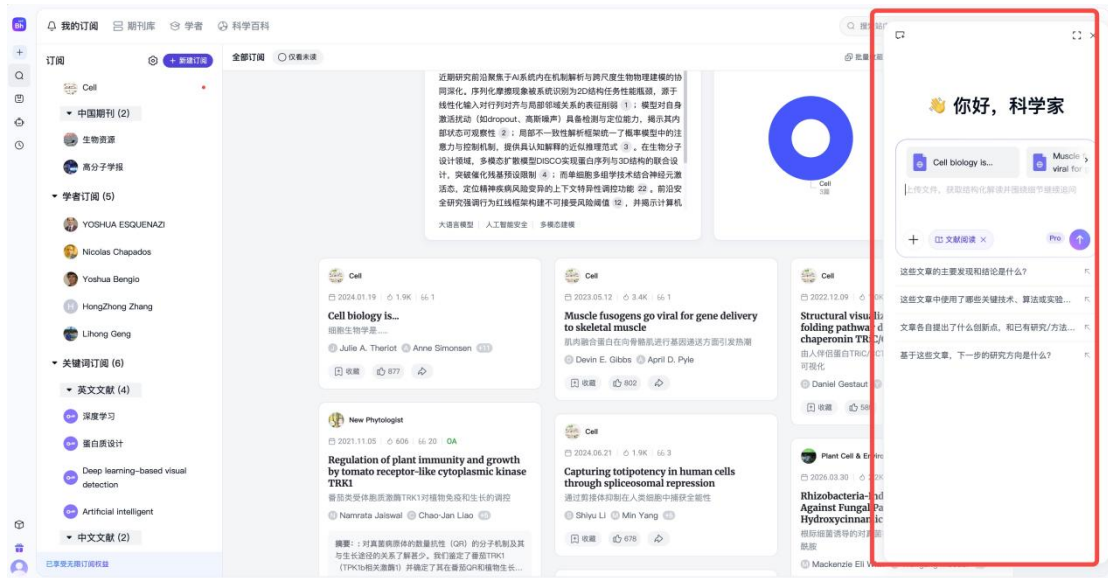 Bh
我的订阅 期刊库 学者 科学百科
订阅
+ 新建订阅
Cell
中国期刊 (2)
生物资源
高分子学报
学者订阅 (5)
YOSHUA ESQUENAZI
Nicolas Chapados
Yoshua Bengio
HongZhong Zhang
Lihong Geng
关键词订阅 (6)
英文文献 (4)
深度学习
蛋白质设计
Deep learning-based visual
detection
Artificial intelligent
中文文献 (2)
已享受无限订阅权益
全部订阅 仅看未读
近期研究前沿聚焦于AI系统内在机制解析与跨尺度生物物理建模的协
同深化。序列化摩擦现象被系统识别为2D结构任务性能瓶颈，源于
线性化输入对行列对齐与局部邻域关系的表征削弱 1 ；模型对自身
激活扰动（如dropout、高斯噪声）具备检测与定位能力，揭示其内
部状态可观察性 2 ；局部不一致性解析框架统一了概率模型中的注
意力与控制机制，提供具认知解释的近似推理范式 3 。在生物分子
设计领域，多模态扩散模型DISCO实现蛋白序列与3D结构的联合设
计，突破催化残基预设限制 4 ；而单细胞多组学技术结合神经元激
活态，定位精神疾病风险变异的上下文特异性调控功能 22 。前沿安
全研究强调行为红线框架构建不可接受风险阈值 12 ，并揭示计算机
大语言模型 人工智能安全 多模态建模
Cell
3篇
Cell
2024.01.19 1.9K 1
Cell biology is...
细胞生物学是......
Julie A. Theriot Anne Simonsen +11
收藏 877
Cell
2023.05.12 3.4K 1
Muscle fusogens go viral for gene delivery
to skeletal muscle
肌肉融合蛋白在向骨骼肌进行基因递送方面引发热潮
Devin E. Gibbs April D. Pyle
收藏 802
Cell
2022.12.09
Structural visualiz
folding pathway
chaperonin TRiC/
由人伴侣蛋白TRiC/
可视化
Daniel Gestaut
收藏
New Phytologist
2021.11.05 606 20 OA
Regulation of plant immunity and growth
by tomato receptor-like cytoplasmic kinase
TRK1
番茄类受体胞质激酶TRK1对植物免疫和生长的调控
Namrata Jaiswal Chao-Jan Liao
摘要：: 对真菌病原体的数量抗性（QR）的分子机制及其
与生长途径的关系了解甚少。我们鉴定了番茄TRK1
（TPK1b相关激酶1）并确定了其在番茄QR和植物生长...
Cell
2024.06.21 1.9K 3
Capturing totipotency in human cells
through spliceosomal repression
通过剪接体抑制在人类细胞中捕获全能性
Shiyu Li Min Yang
收藏 678
Plant Cell & Enviro
2026.03.30
Rhizobacteria-Ind
Against Fungal Pa
Hydroxycinnamic
根际细菌诱导的对真菌
酰胺
Mackenzie Eli
👋 你好，科学家
Cell biology is...
Muscle f
viral for g
上传文件，获取结构化解读并围绕细节继续追问
文献阅读 ×
Pro
这些文章的主要发现和结论是什么？
这些文章中使用了哪些关键技术、算法或实验...
文章各自提出了什么创新点，和已有研究/方法...
基于这些文章，下一步的研究方向是什么？